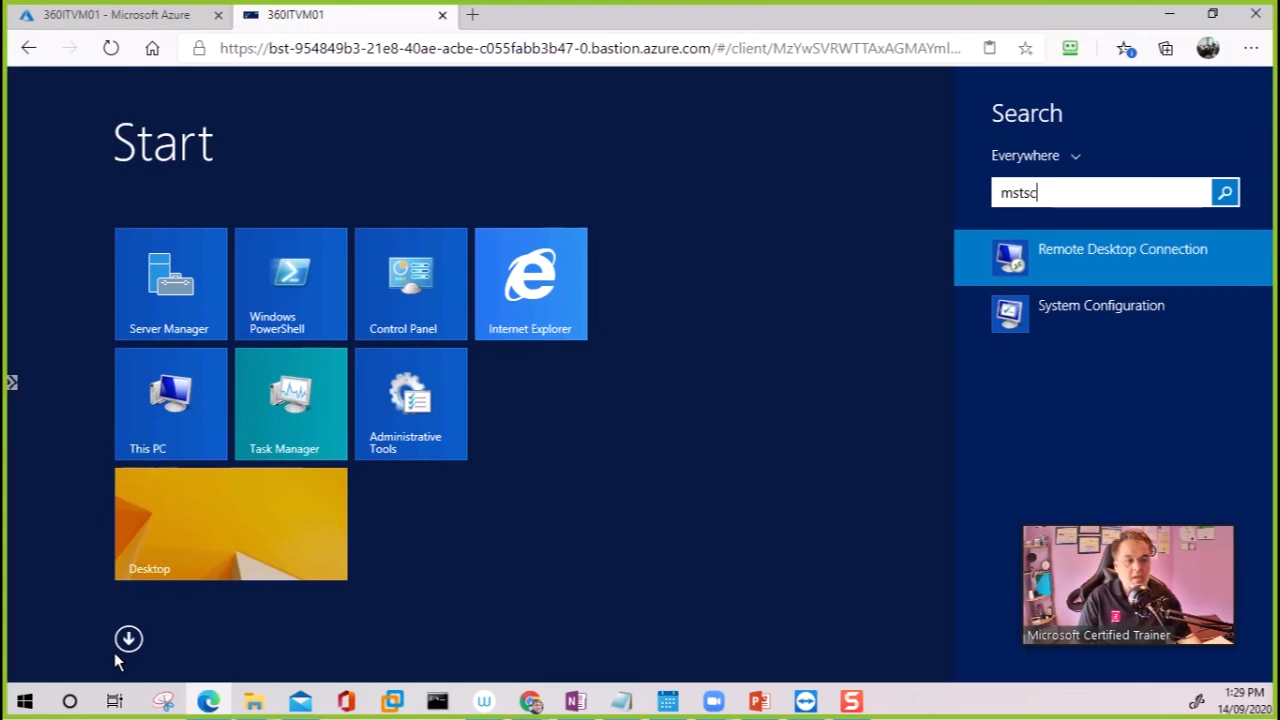 360ITVM01 - Microsoft Azure
360ITVM01
https://bst-954849b3-21e8-40ae-acbe-c055fabb3b47-0.bastion.azure.com/#/client/MzYwSVRWTTAxAGMAYml...
Start
Search
Everywhere
mstsc
Remote Desktop Connection
System Configuration
Server Manager
Windows
PowerShell
Control Panel
Internet Explorer
This PC
Task Manager
Administrative
Tools
Desktop
Microsoft Certified Trainer
1:29 PM
14/09/2020